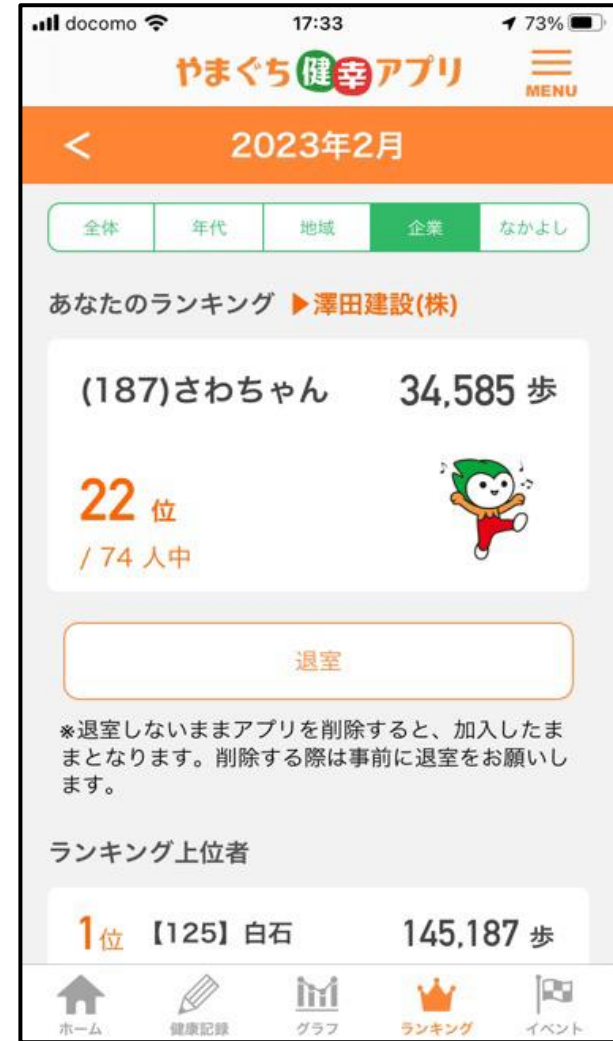 docomo 17:33 73%
やまぐち健幸アプリ
MENU
< 2023年2月
全体 年代 地域 企業 なかよし
あなたのランキング ▶澤田建設(株)
(187)さわちゃん 34,585 歩
22 位
/ 74 人中
退室
※退室しないままアプリを削除すると、加入したま
まとなります。削除する際は事前に退室をお願いし
ます。
ランキング上位者
1位 【125】白石 145,187 歩
ホーム 健康記録 グラフ ランキング イベント